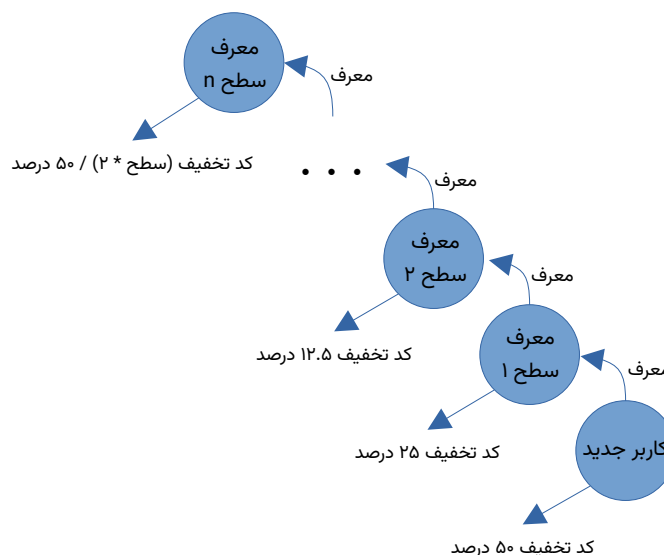 معرف
سطح n
معرف
کد تخفیف (سطح * ۲) / ۵۰ درصد
. . .
معرف
معرف
سطح ۲
معرف
کد تخفیف ۱۲.۵ درصد
معرف
سطح ۱
معرف
کد تخفیف ۲۵ درصد
کاربر جدید
کد تخفیف ۵۰ درصد